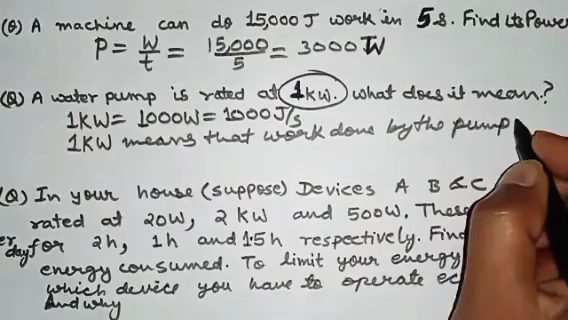 (Q) A machine can do 15,000 J work in 5s. Find its Power
P = W/t = 15,000/5 = 3000 W
(Q) A water pump is rated at 1kw. what does it mean?
1KW = 1000W = 1000 J/s
1KW means that work done by the pump
(Q) In your house (suppose) Devices A B & C
rated at 20W, 2 KW and 500W. These
day for 2h, 1h and 1.5h respectively. Find
energy consumed. To limit your energy
which device you have to operate
And why